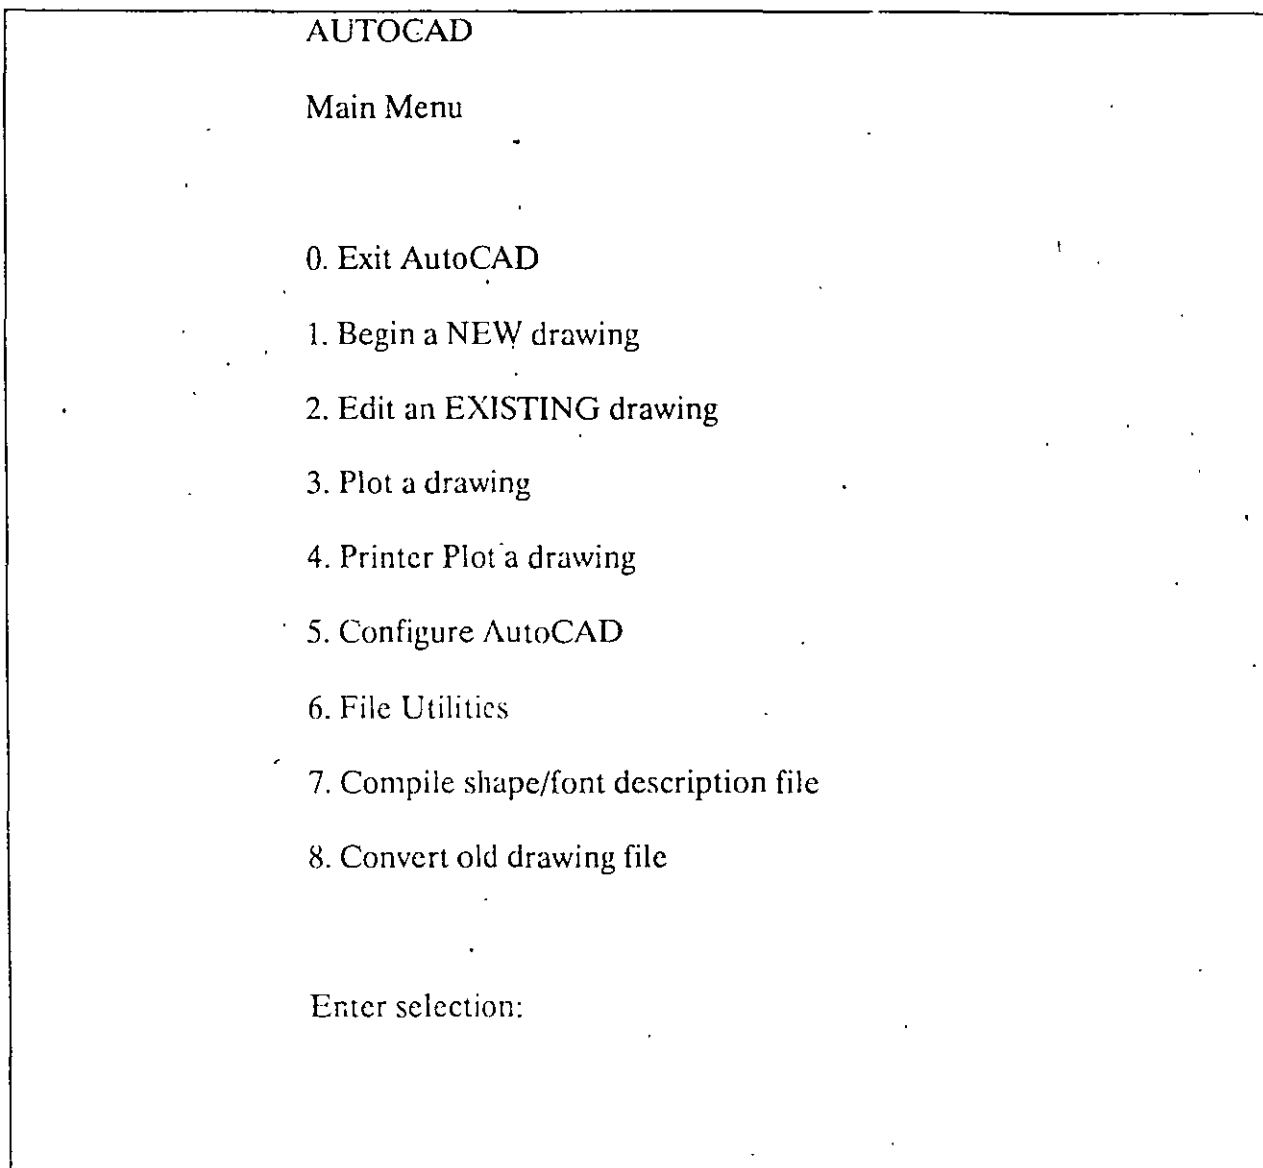 AUTOCAD
Main Menu
0. Exit AutoCAD
1. Begin a NEW drawing
2. Edit an EXISTING drawing
3. Plot a drawing
4. Printer Plot a drawing
5. Configure AutoCAD
6. File Utilities
7. Compile shape/font description file
8. Convert old drawing file
Enter selection: